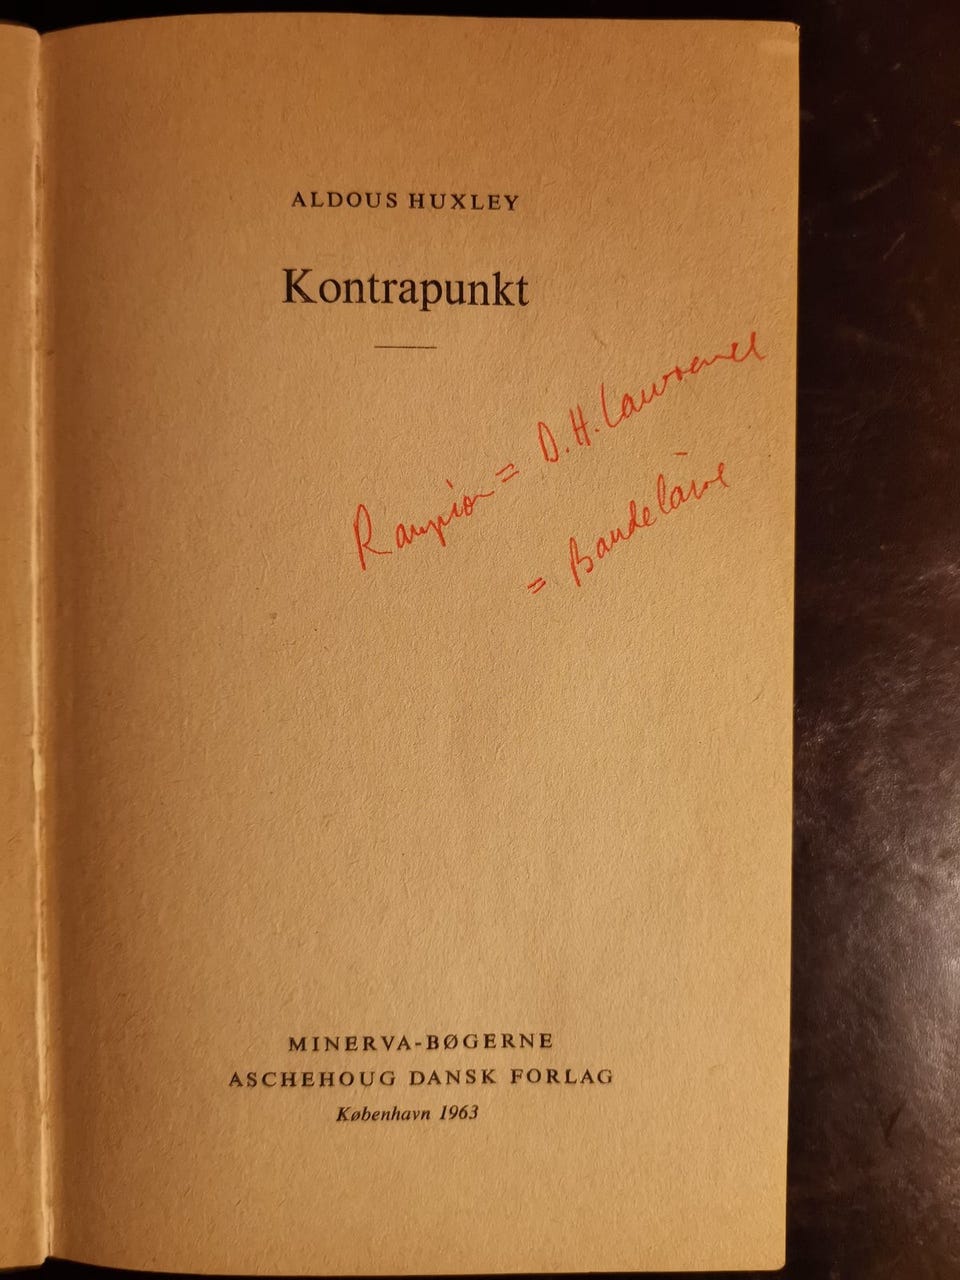 ALDOUS HUXLEY
Kontrapunkt
Rampion = D. H. Lawrence
= Baudelaire
MINERVA-BØGERNE
ASCHEHOUG DANSK FORLAG
København 1963